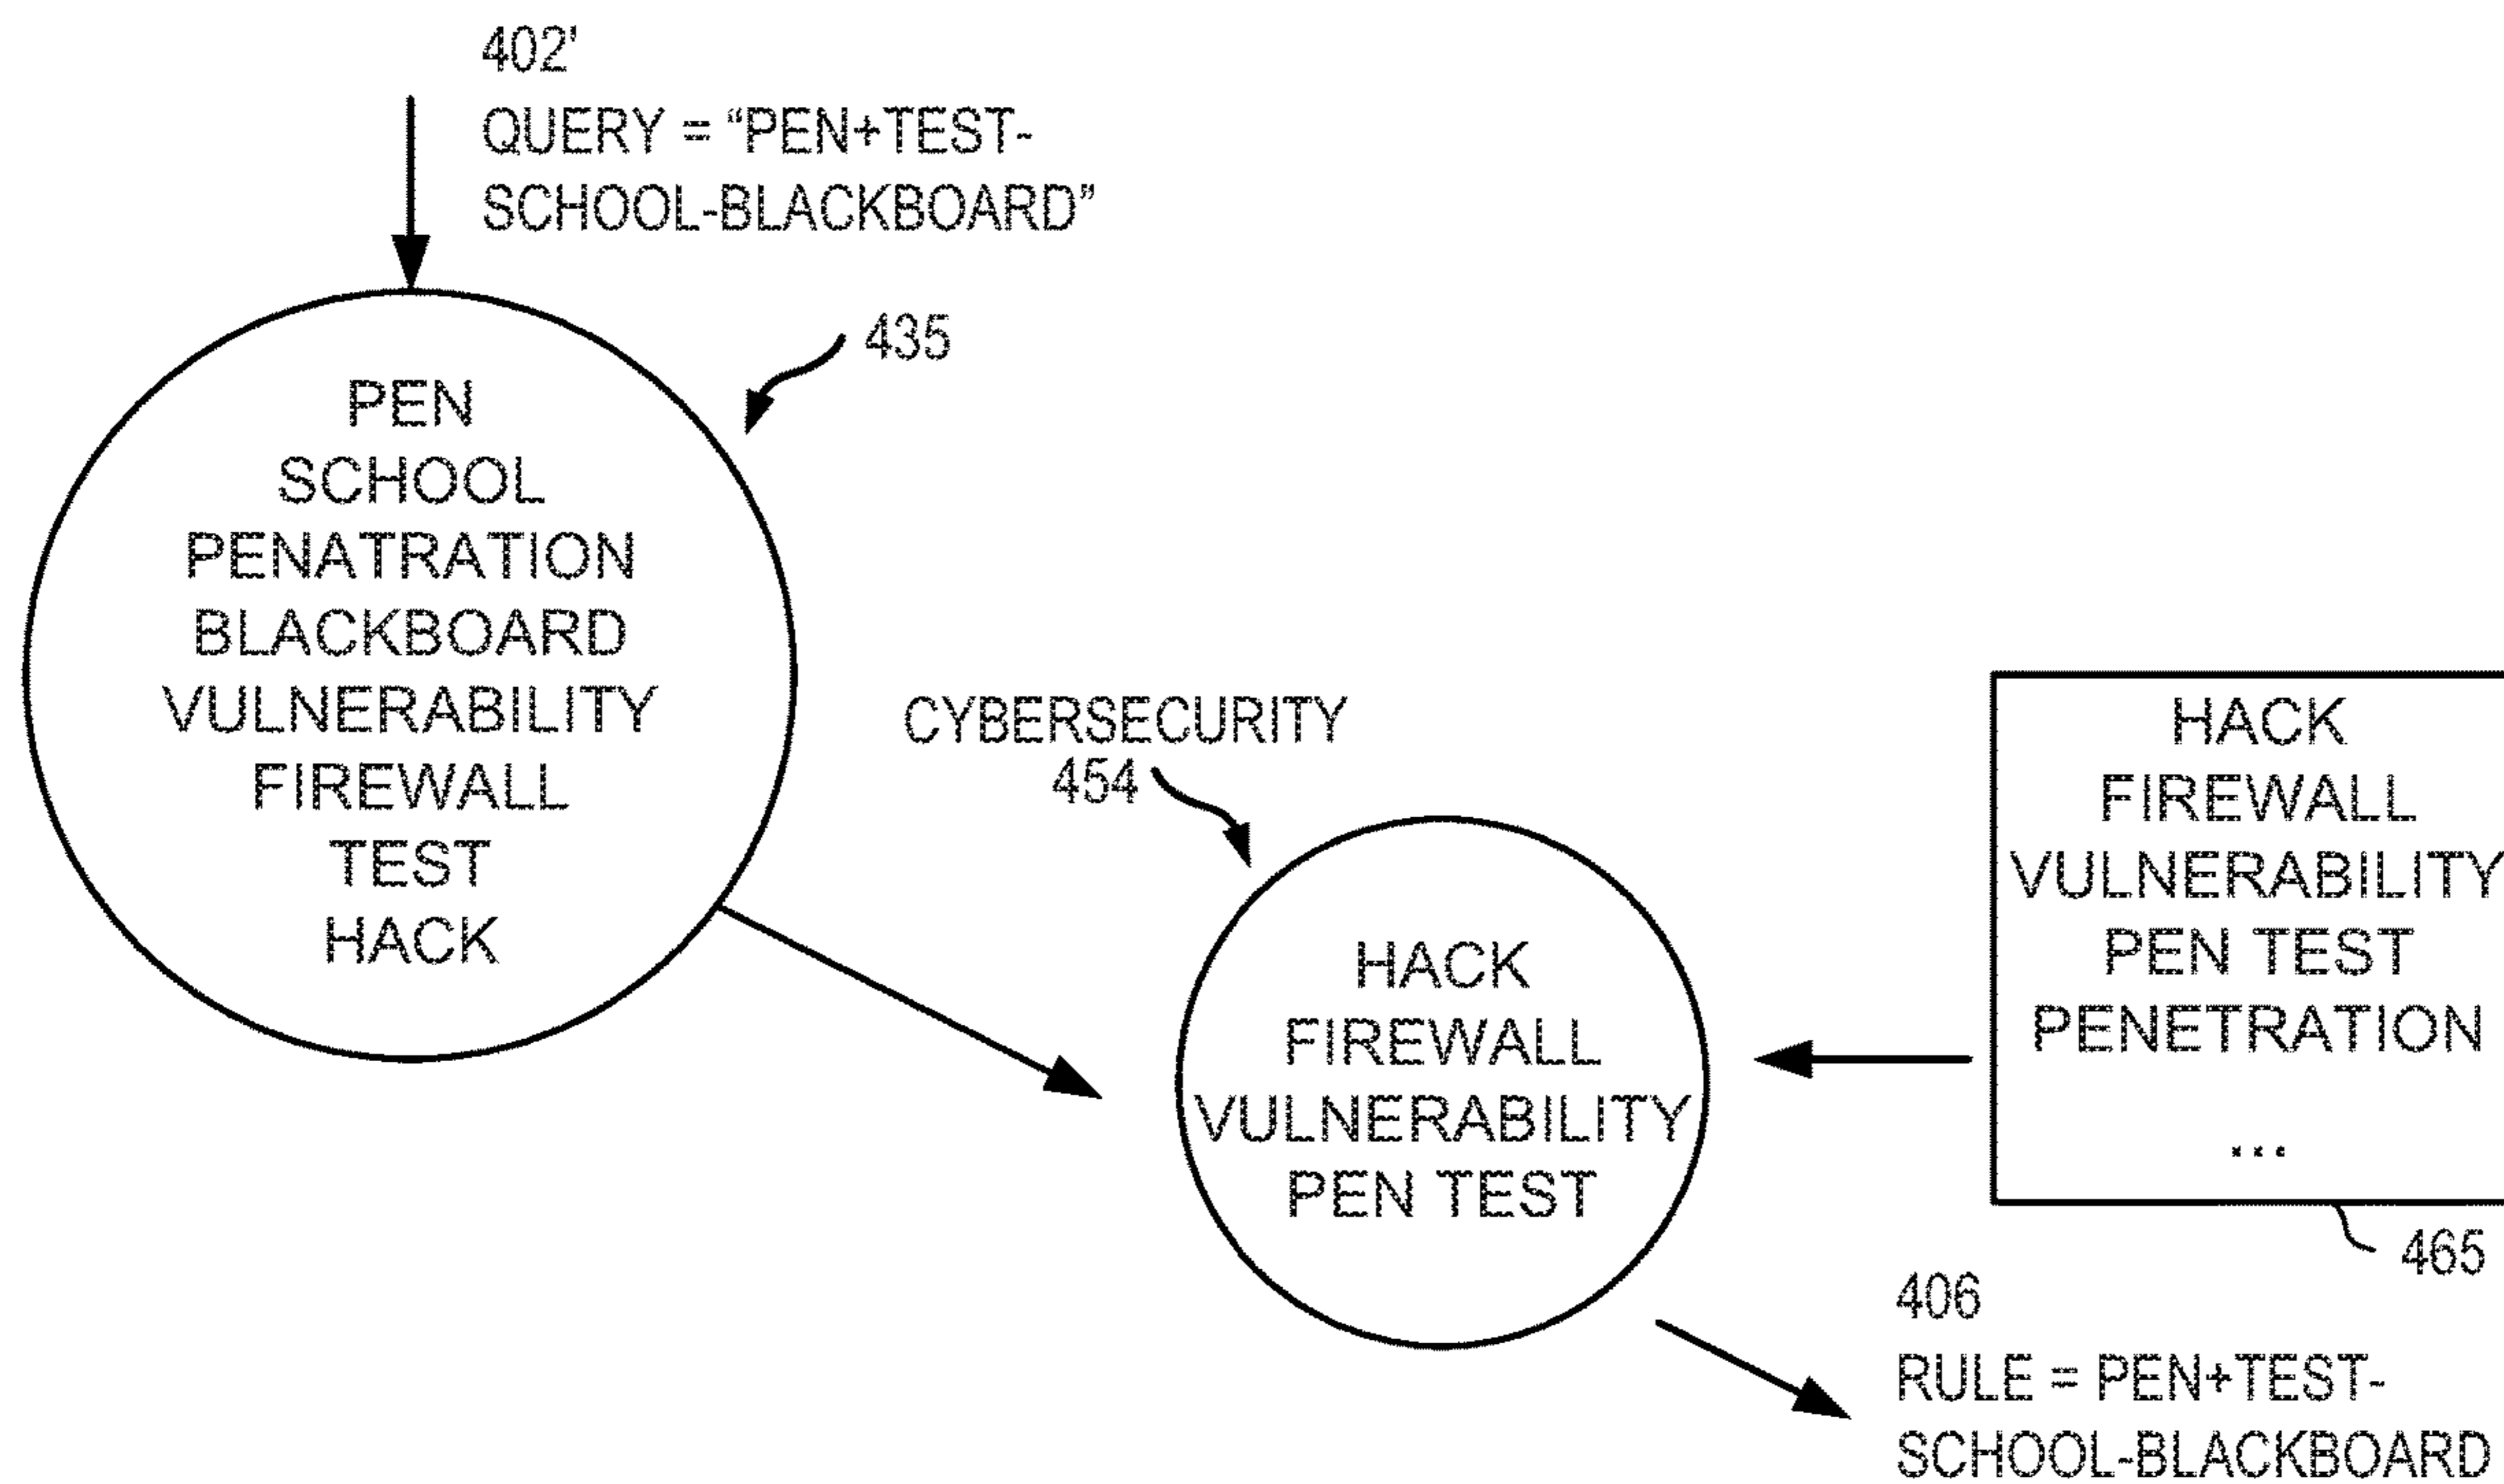 402'
QUERY = “PEN+TEST-
SCHOOL-BLACKBOARD”
435
PEN
SCHOOL
PENATRATION
BLACKBOARD
VULNERABILITY
FIREWALL
TEST
HACK
CYBERSECURITY
454
HACK
FIREWALL
VULNERABILITY
PEN TEST
HACK
FIREWALL
VULNERABILITY
PEN TEST
PENETRATION
...
465
406
RULE = PEN+TEST-
SCHOOL-BLACKBOARD